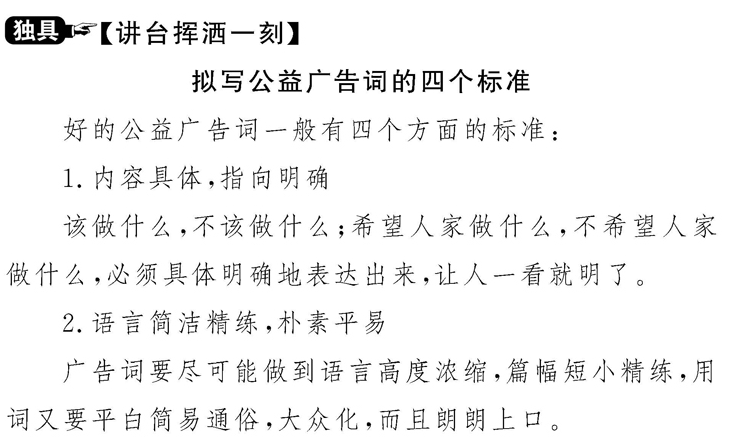 独具☞【讲台挥洒一刻】
拟写公益广告词的四个标准
好的公益广告词一般有四个方面的标准:
1.内容具体,指向明确
该做什么,不该做什么;希望人家做什么,不希望人家
做什么,必须具体明确地表达出来,让人一看就明了。
2.语言简洁精练,朴素平易
广告词要尽可能做到语言高度浓缩,篇幅短小精练,用
词又要平白简易通俗,大众化,而且朗朗上口。